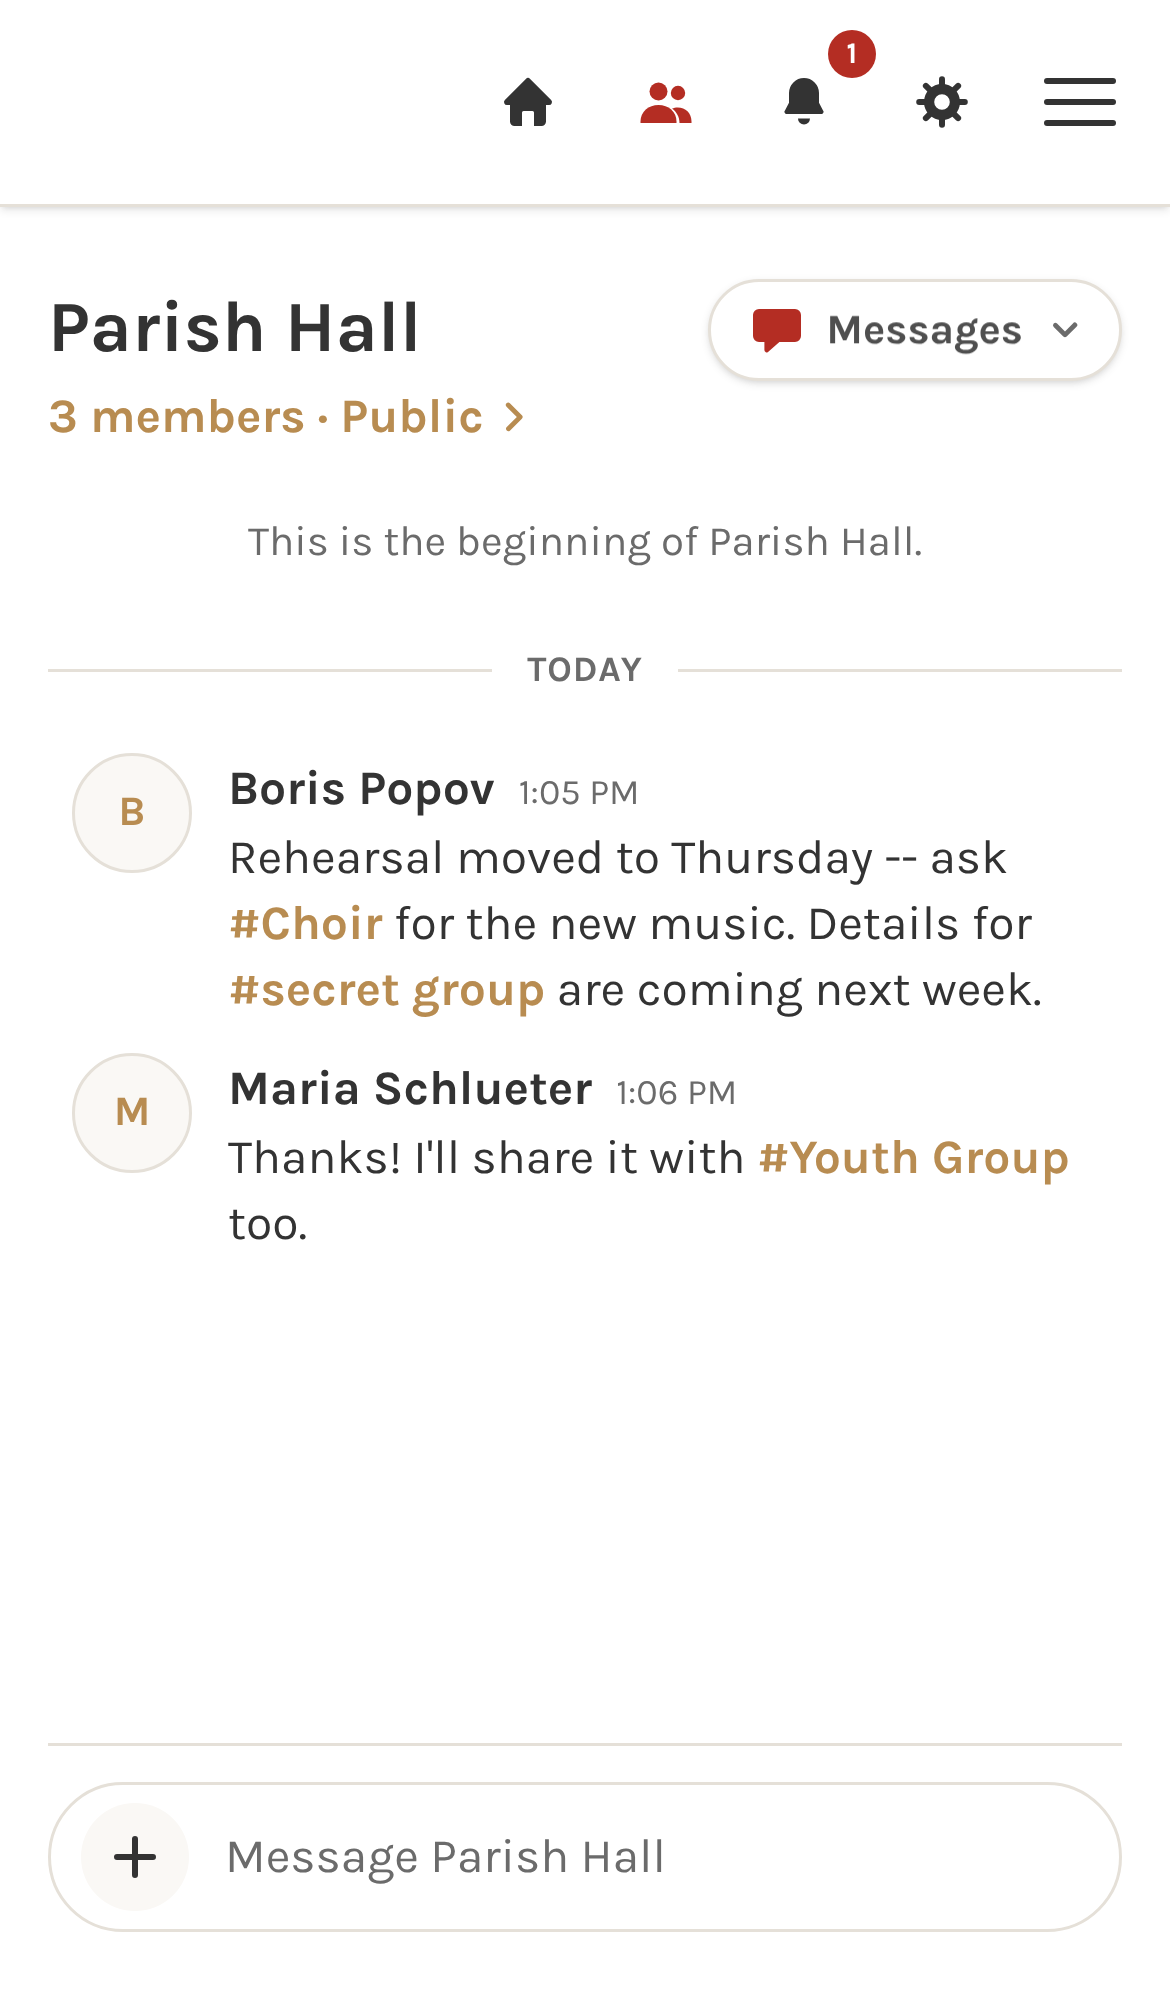 1
Parish Hall
Messages
3 members · Public
This is the beginning of Parish Hall.
TODAY
B
Boris Popov 1:05 PM
Rehearsal moved to Thursday -- ask
#Choir for the new music. Details for
#secret group are coming next week.
M
Maria Schlueter 1:06 PM
Thanks! I'll share it with #Youth Group
too.
Message Parish Hall